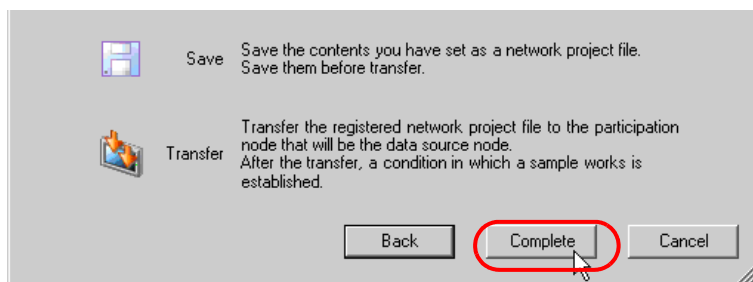 Save
Save the contents you have set as a network project file.
Save them before transfer.
Transfer
Transfer the registered network project file to the participation
node that will be the data source node.
After the transfer, a condition in which a sample works is
established.
Back
Complete
Cancel